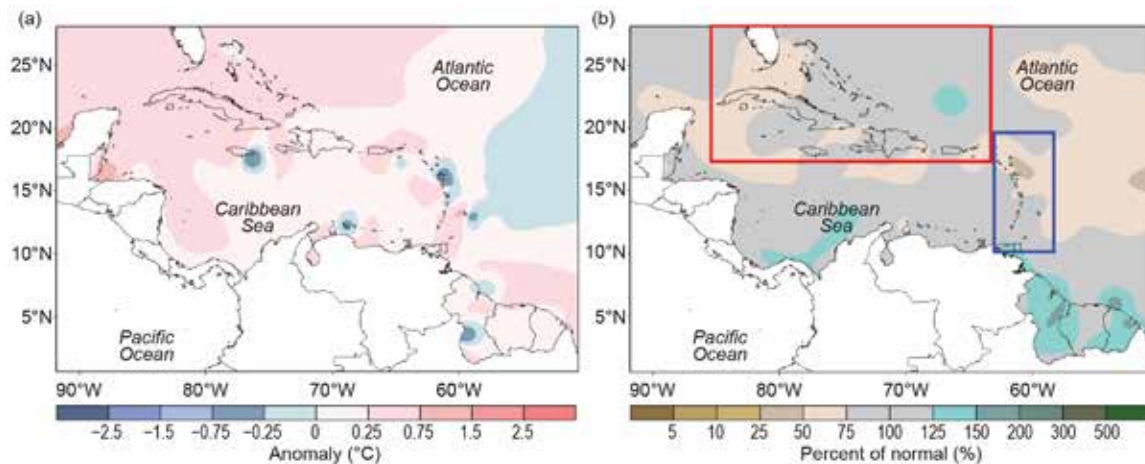 (a)
25°N
20°N
15°N
10°N
5°N
Atlantic
Ocean
Caribbean
Sea
Pacific
Ocean
90°W 80°W 70°W 60°W
−2.5 −1.5 −0.75 −0.25 0 0.25 0.75 1.5 2.5
Anomaly (°C)
(b)
25°N
20°N
15°N
10°N
5°N
Atlantic
Ocean
Caribbean
Sea
Pacific
Ocean
90°W 80°W 70°W 60°W
5 10 25 50 75 100 125 150 200 300 500
Percent of normal (%)